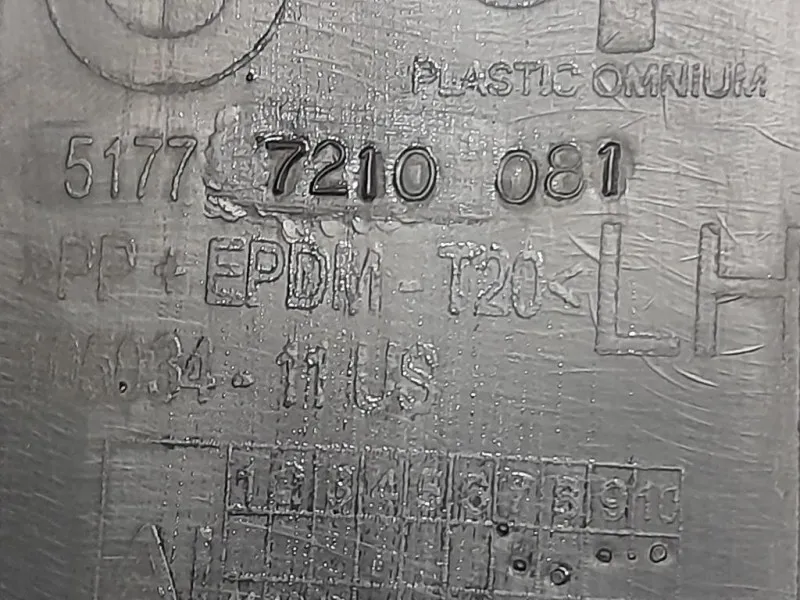 PLASTIC OMNIUM
5177 7210 081
>PP + EPDM - T20< LH
034-11 US
1 2 3 4 5 6 7 8 9 10